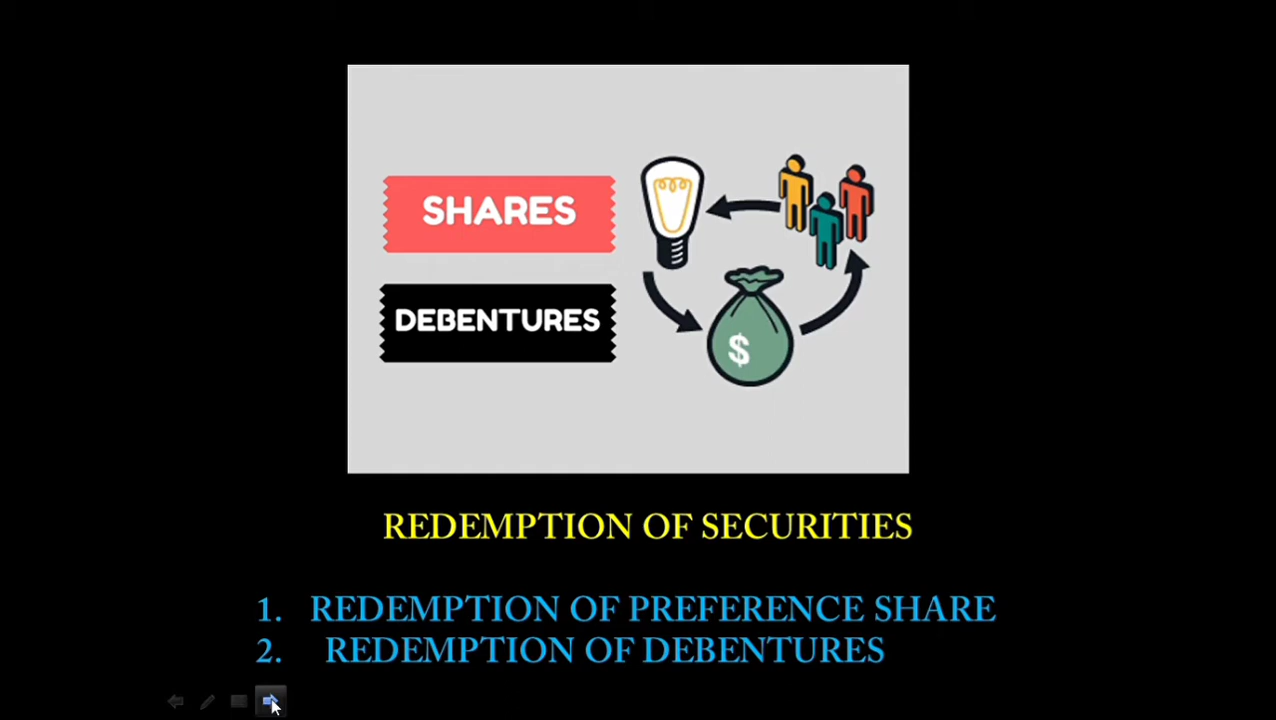 SHARES
DEBENTURES
$
REDEMPTION OF SECURITIES
1. REDEMPTION OF PREFERENCE SHARE
2. REDEMPTION OF DEBENTURES